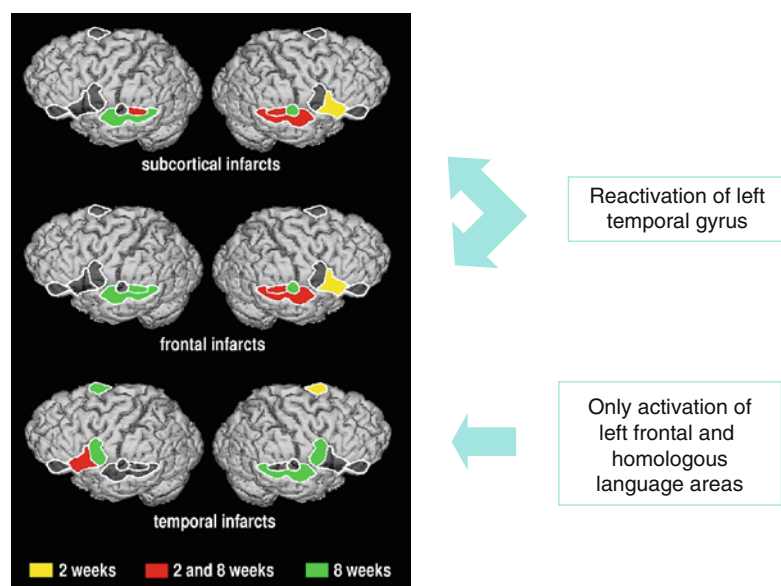 subcortical infarcts
Reactivation of left
temporal gyrus
frontal infarcts
Only activation of
left frontal and
homologous
language areas
temporal infarcts
2 weeks 2 and 8 weeks 8 weeks